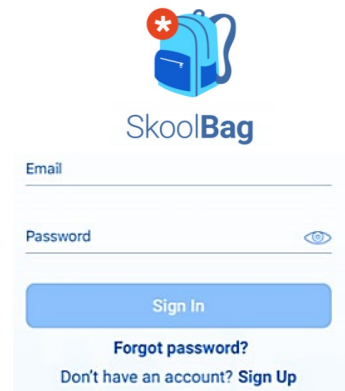 SkoolBag
Email
Password
Sign In
Forgot password?
Don't have an account? Sign Up